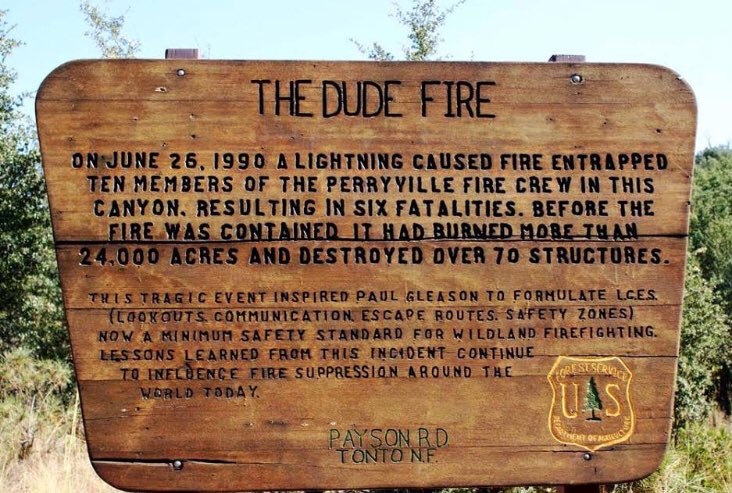 THE DUDE FIRE
ON JUNE 26, 1990 A LIGHTNING CAUSED FIRE ENTRAPPED
TEN MEMBERS OF THE PERRYVILLE FIRE CREW IN THIS
CANYON, RESULTING IN SIX FATALITIES. BEFORE THE
FIRE WAS CONTAINED IT HAD BURNED MORE THAN
24,000 ACRES AND DESTROYED OVER 70 STRUCTURES.
THIS TRAGIC EVENT INSPIRED PAUL GLEASON TO FORMULATE L.C.E.S.
(LOOKOUTS, COMMUNICATION, ESCAPE ROUTES, SAFETY ZONES)
NOW A MINIMUM SAFETY STANDARD FOR WILDLAND FIREFIGHTING.
LESSONS LEARNED FROM THIS INCIDENT CONTINUE
TO INFLUENCE FIRE SUPPRESSION AROUND THE
WORLD TODAY.
FOREST SERVICE
U S
DEPARTMENT OF AGRICULTURE
PAYSON R.D.
TONTO N.F.